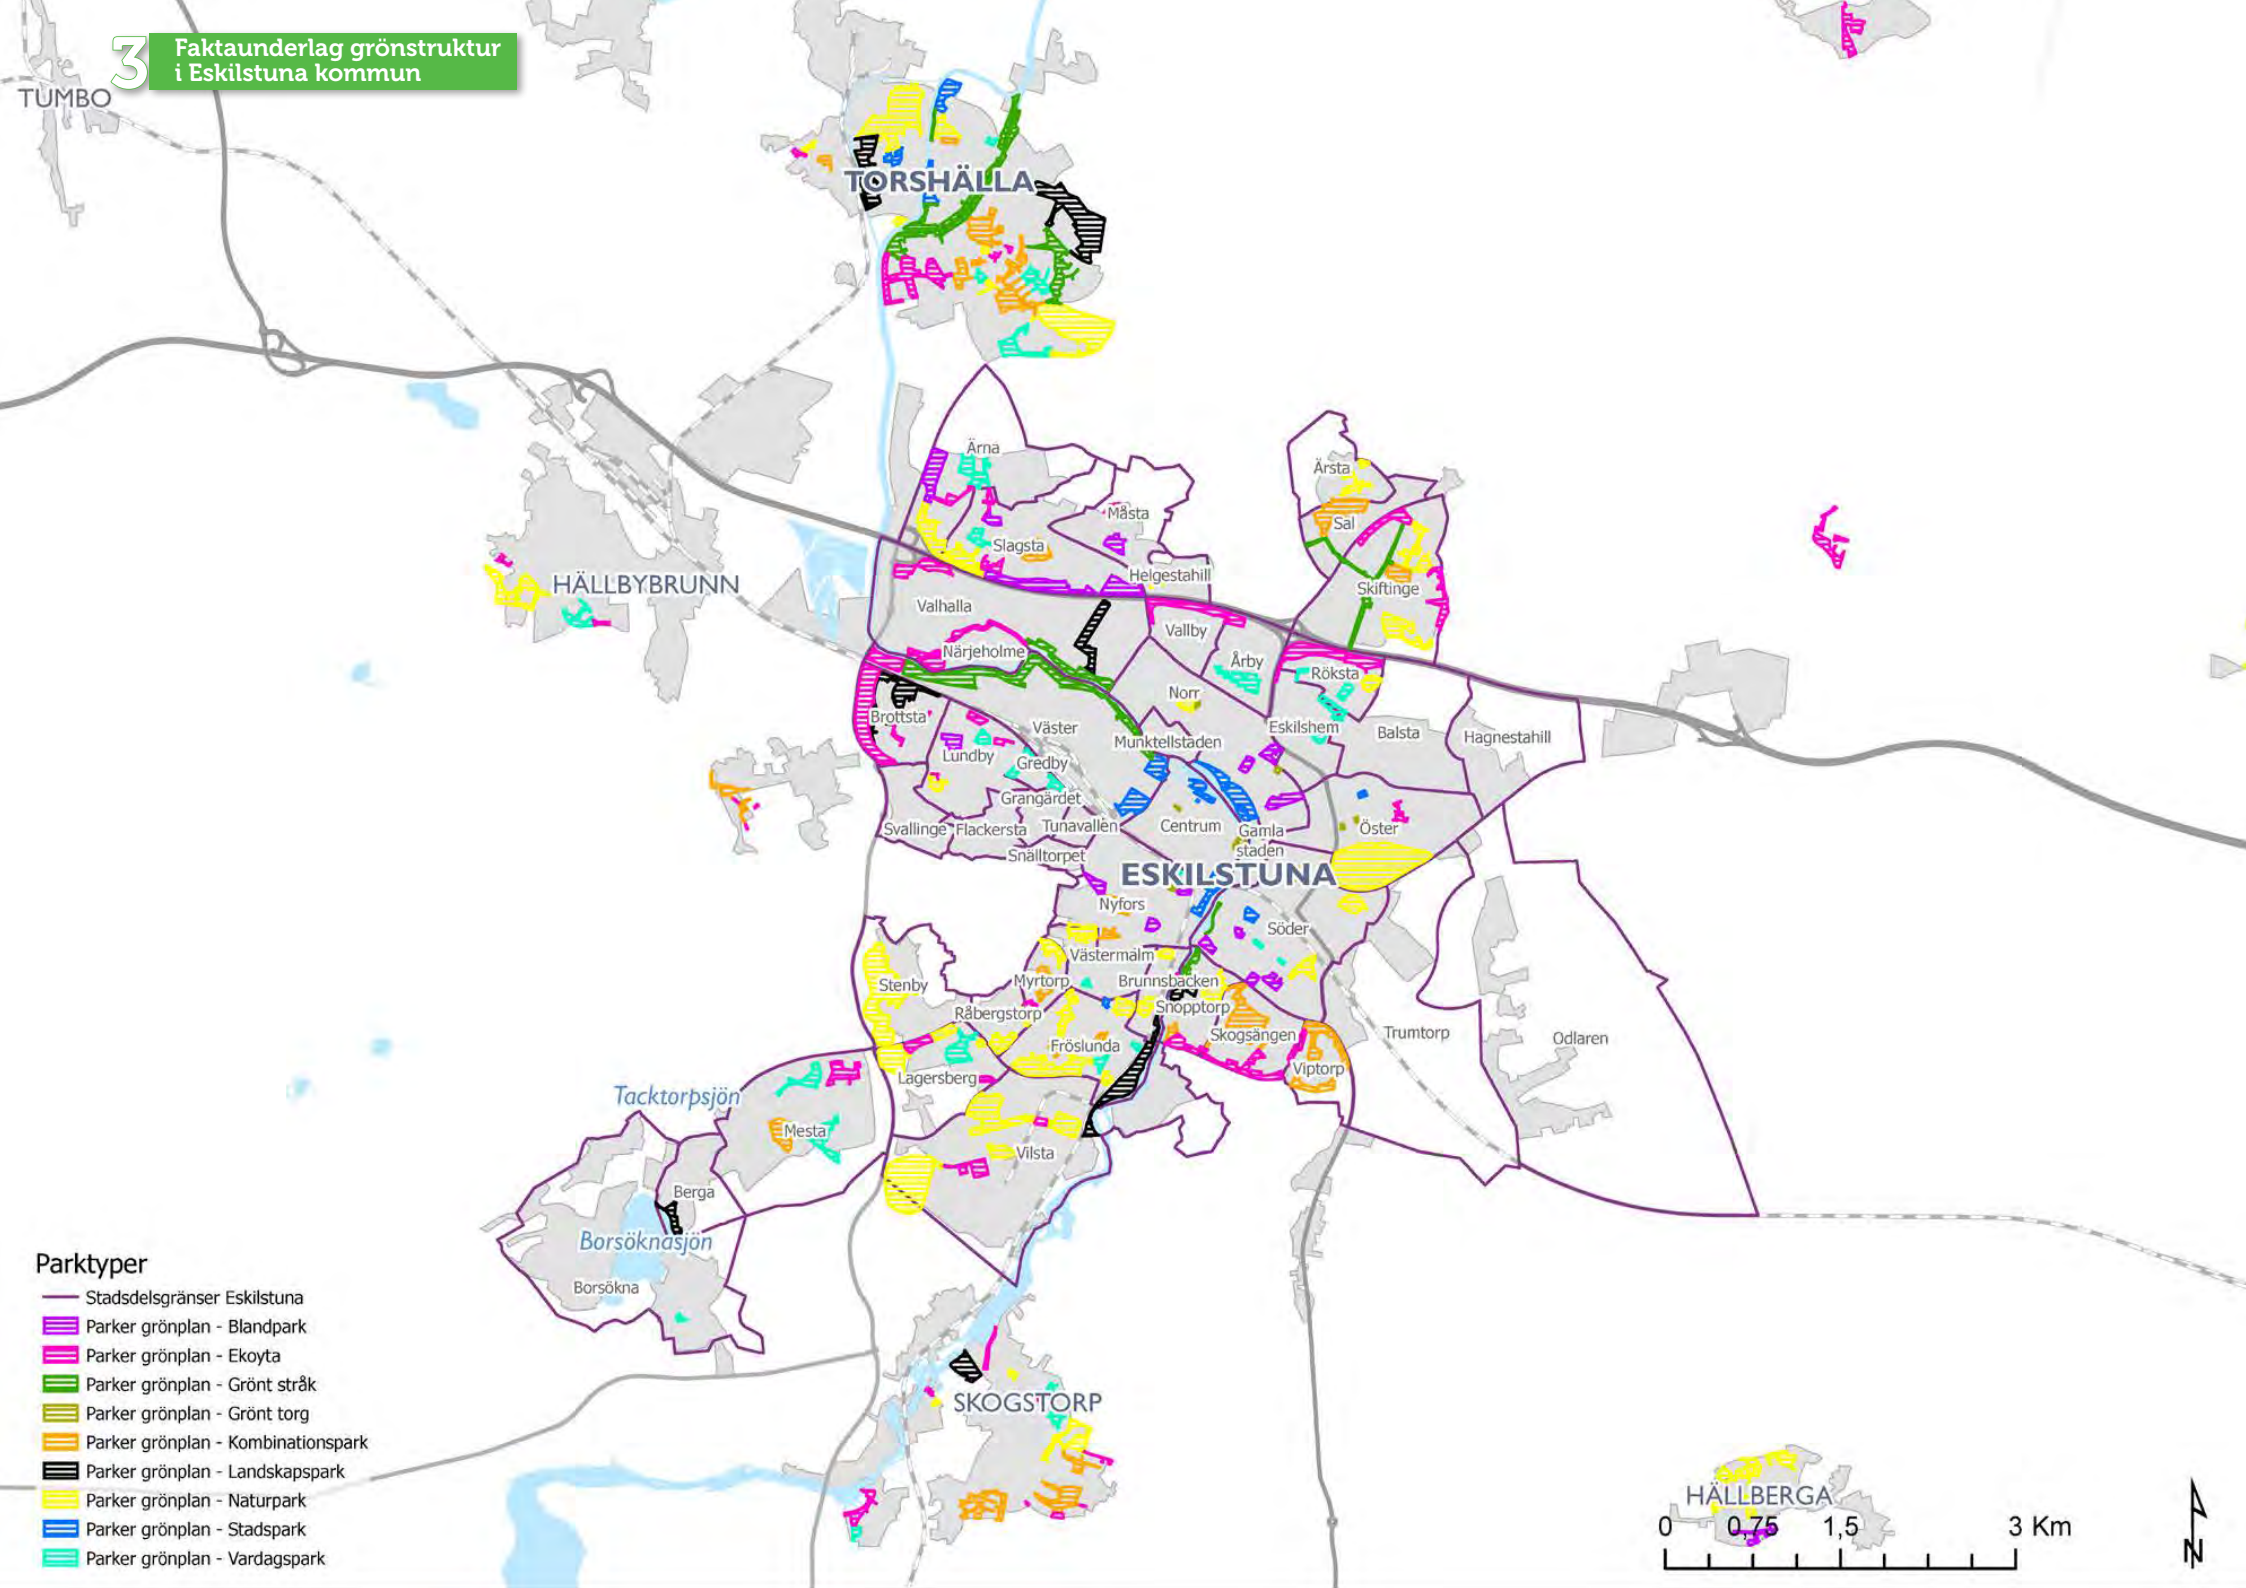 3
Faktaunderlag grönstruktur
i Eskilstuna kommun
TUMBO
TORSHÄLLA
Ärna
Ärsta
Måsta
Sal
Slagsta
Helgestahill
HÄLLBYBRUNN
Skiftinge
Valhalla
Vallby
Närjeholme
Årby
Röksta
Norr
Brottsta
Väster
Eskilshem
Balsta
Hagnestahill
Munktellstaden
Lundby
Gredby
Grangärdet
Svallinge
Flackersta
Tunavallen
Centrum
Gamla
staden
Öster
Snälltorpet
ESKILSTUNA
Nyfors
Söder
Västermalm
Stenby
Myrtorp
Brunnsbacken
Råbergstorp
Snopptorp
Skogsängen
Trumtorp
Odlaren
Fröslunda
Viptorp
Lagersberg
Tacktorpsjön
Mesta
Vilsta
Berga
Borsöknasjön
Borsökna
SKOGSTORP
Parktyper
Stadsdelsgränser Eskilstuna
Parker grönplan - Blandpark
Parker grönplan - Ekoyta
Parker grönplan - Grönt stråk
Parker grönplan - Grönt torg
Parker grönplan - Kombinationspark
Parker grönplan - Landskapspark
Parker grönplan - Naturpark
Parker grönplan - Stadspark
Parker grönplan - Vardagspark
HÄLLBERGA
0 0,75 1,5 3 Km
N